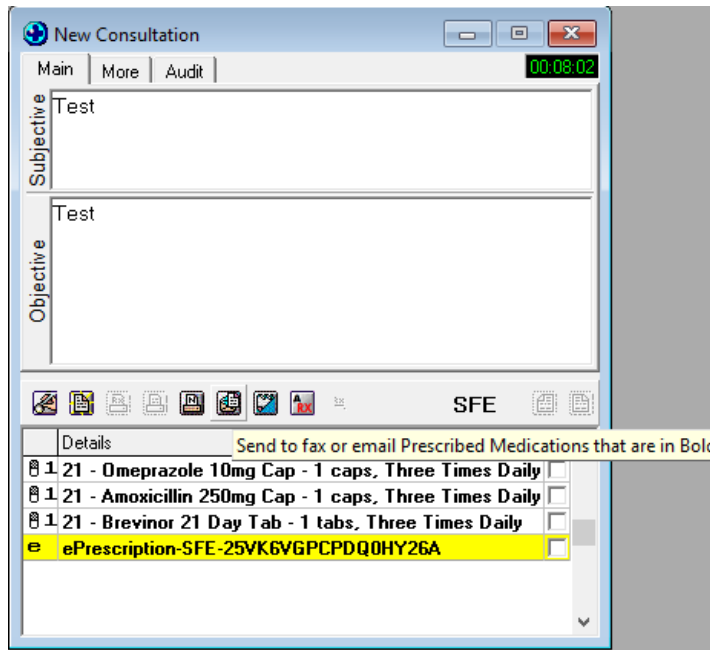 New Consultation
Main More Audit 00:08:02
Subjective
Test
Objective
Test
SFE
Details
Send to fax or email Prescribed Medications that are in Bold
1 21 - Omeprazole 10mg Cap - 1 caps, Three Times Daily
1 21 - Amoxicillin 250mg Cap - 1 caps, Three Times Daily
1 21 - Brevinor 21 Day Tab - 1 tabs, Three Times Daily
e ePrescription-SFE-25VK6VGPCPDQ0HY26A